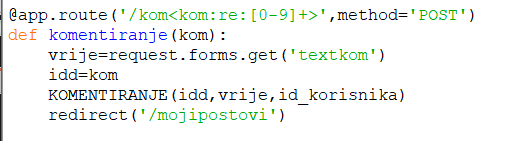 @app.route('/kom<kom:re:[0-9]+>',method='POST')
def komentiranje(kom):
    vrije=request.forms.get('textkom')
    idd=kom
    KOMENTIRANJE(idd,vrije,id_korisnika)
    redirect('/mojipostovi')